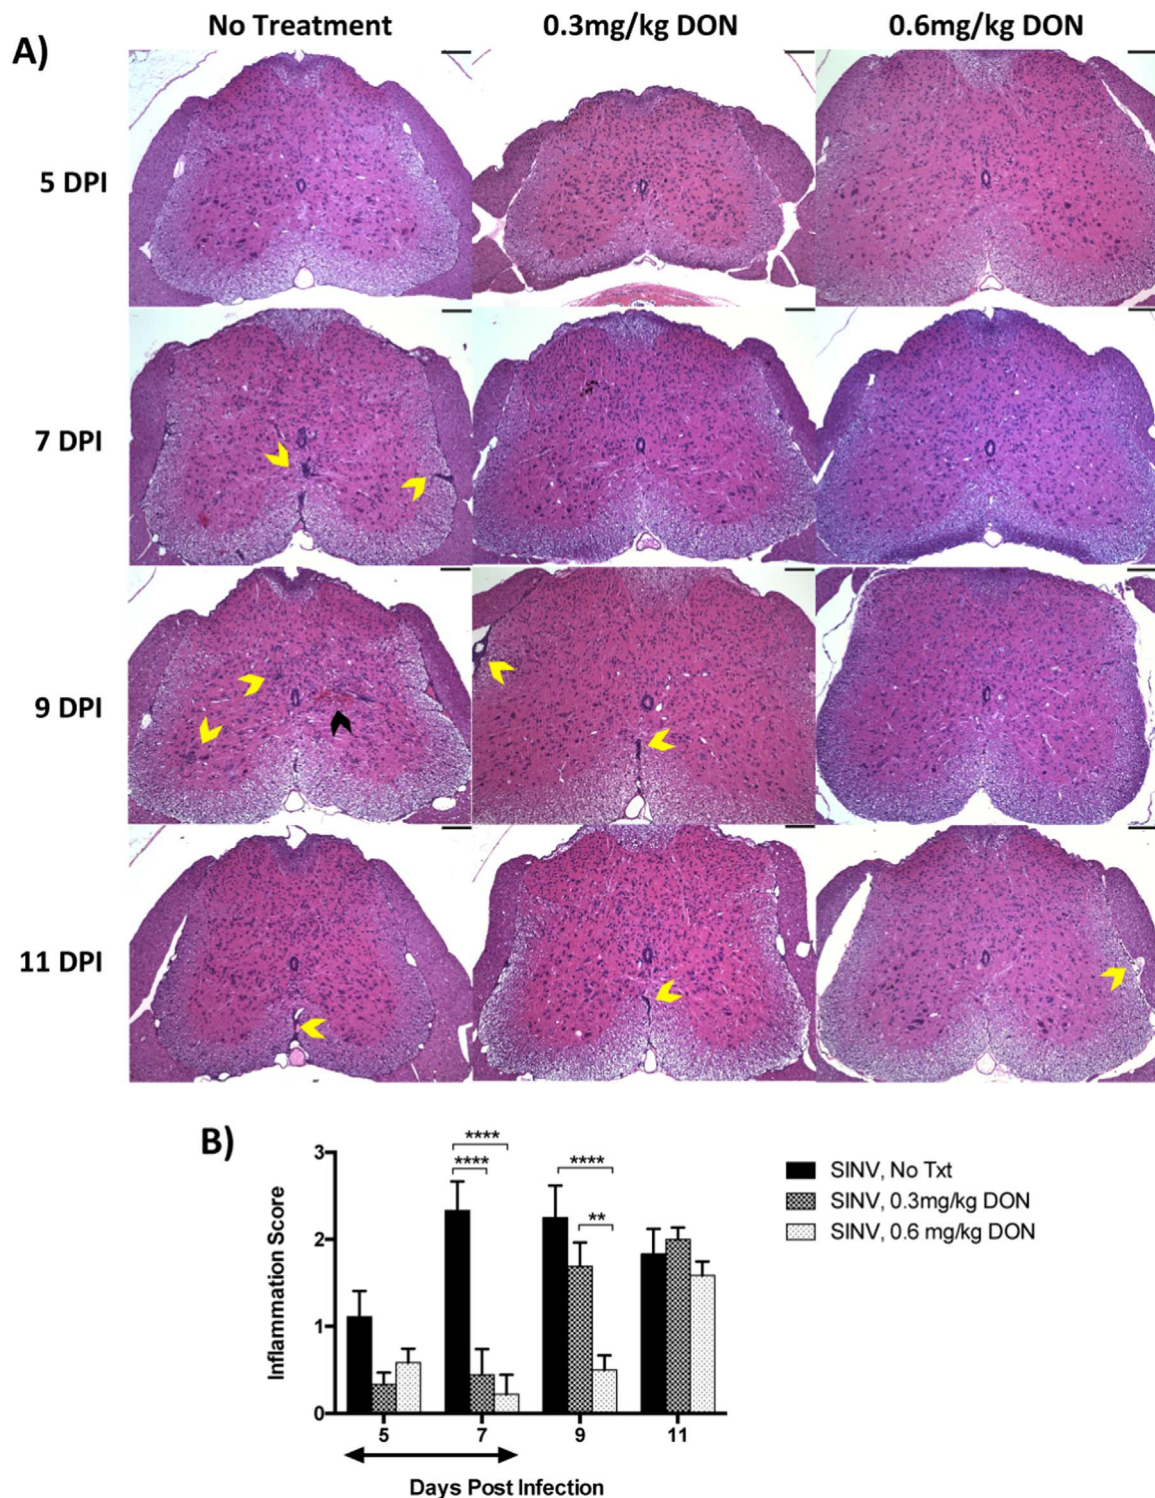 No Treatment 0.3mg/kg DON 0.6mg/kg DON
A)
5 DPI
7 DPI
9 DPI
11 DPI
B)
3
2
1
0
Inflammation Score
****
****
****
**
SINV, No Txt
SINV, 0.3mg/kg DON
SINV, 0.6 mg/kg DON
5 7 9 11
Days Post Infection